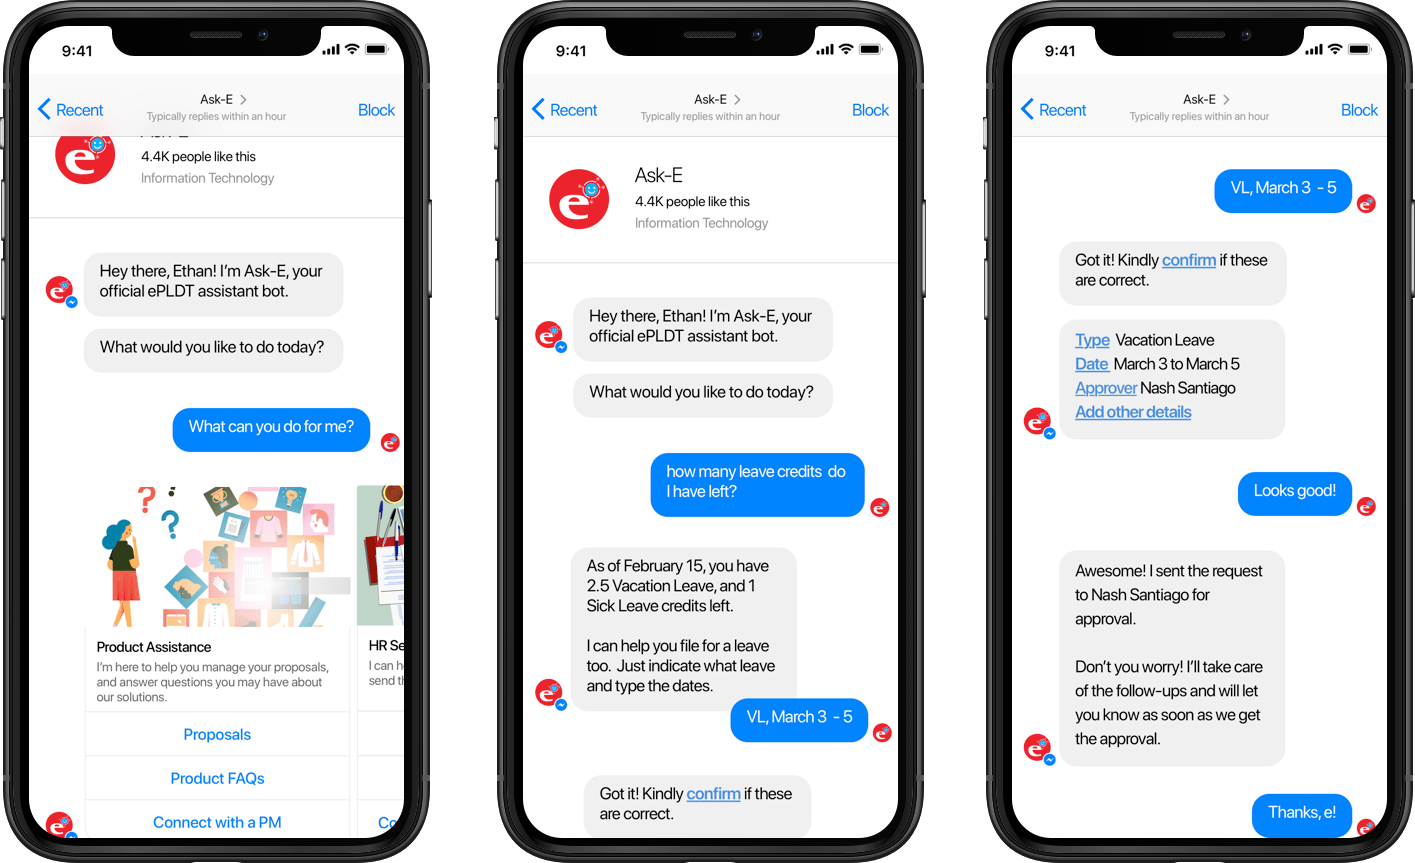 9:41
Recent
Ask-E
Typically replies within an hour
Block
e
4.4K people like this
Information Technology
Hey there, Ethan! I'm Ask-E, your
official ePLDT assistant bot.
What would you like to do today?
What can you do for me?
e
Product Assistance
I'm here to help you manage your proposals,
and answer questions you may have about
our solutions.
Proposals
Product FAQs
Connect with a PM
HR Se
I can h
send th
Co
9:41
Recent
Ask-E
Typically replies within an hour
Block
e
Ask-E
4.4K people like this
Information Technology
Hey there, Ethan! I'm Ask-E, your
official ePLDT assistant bot.
What would you like to do today?
how many leave credits  do
I have left?
As of February 15, you have
2.5 Vacation Leave, and 1
Sick Leave credits left.
I can help you file for a leave
too.  Just indicate what leave
and type the dates.
VL, March 3  - 5
Got it! Kindly confirm if these
are correct.
9:41
Recent
Ask-E
Typically replies within an hour
Block
VL, March 3  - 5
Got it! Kindly confirm if these
are correct.
Type Vacation Leave
Date March 3 to March 5
Approver Nash Santiago
Add other details
Looks good!
Awesome! I sent the request
to Nash Santiago for
approval.
Don't you worry! I'll take care
of the follow-ups and will let
you know as soon as we get
the approval.
Thanks, e!